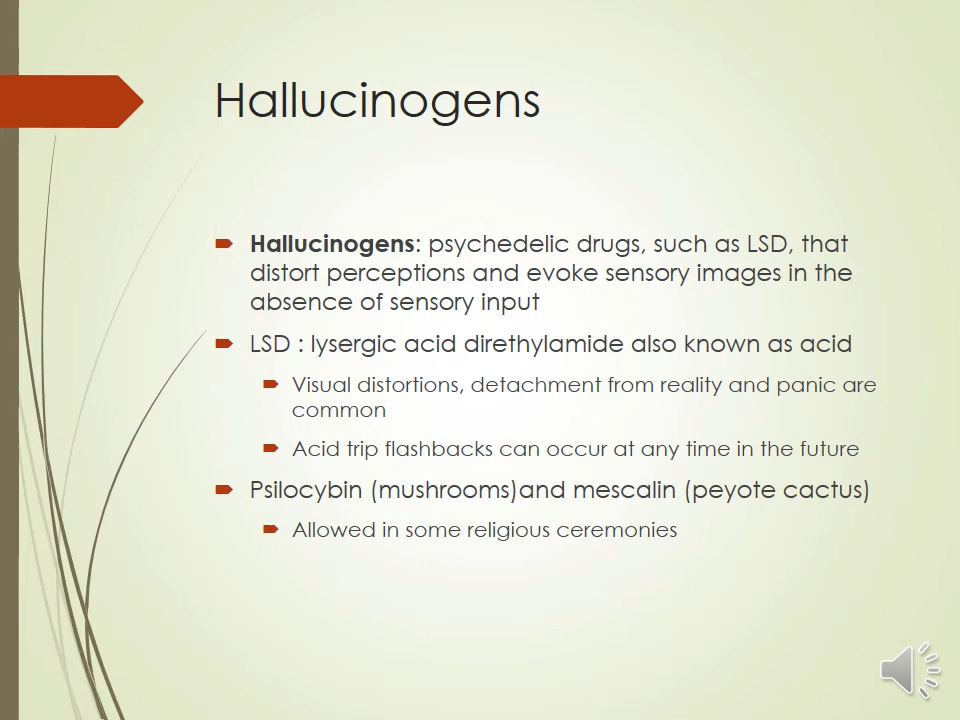 Hallucinogens
Hallucinogens: psychedelic drugs, such as LSD, that
distort perceptions and evoke sensory images in the
absence of sensory input
LSD : lysergic acid direthylamide also known as acid
Visual distortions, detachment from reality and panic are
common
Acid trip flashbacks can occur at any time in the future
Psilocybin (mushrooms)and mescalin (peyote cactus)
Allowed in some religious ceremonies